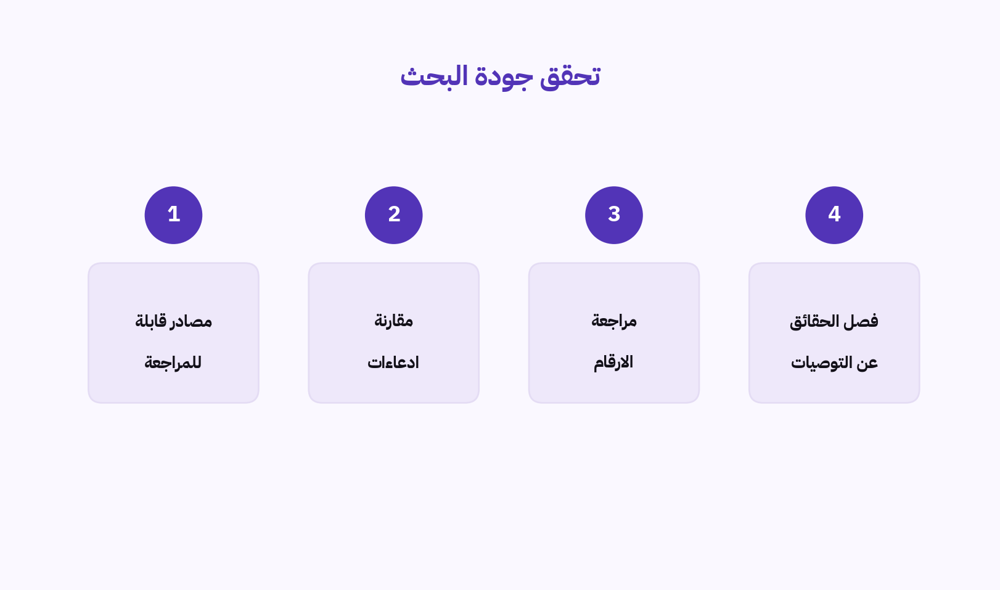 تحقق جودة البحث
1
مصادر قابلة
للمراجعة
2
مقارنة
ادعاءات
3
مراجعة
الارقام
4
فصل الحقائق
عن التوصيات